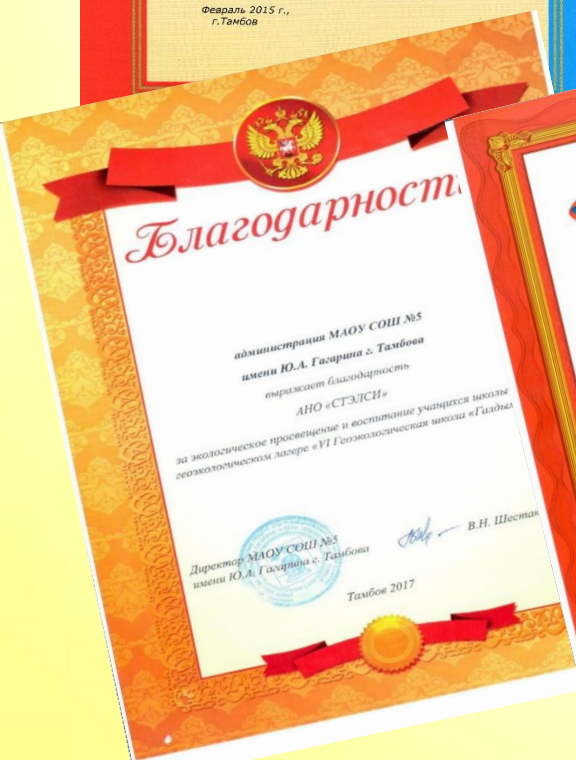 Февраль 2015 г.,
г.Тамбов
Благодарность
администрация МАОУ СОШ №5
имени Ю.А. Гагарина г. Тамбова
выражает благодарность
АНО «СТЭЛСИ»
за экологическое просвещение и воспитание учащихся школы
геоэкологическом лагере «VI Геоэкологическая школа «Галдым
Директор МАОУ СОШ №5
имени Ю.А. Гагарина г. Тамбова
В.Н. Шестак
Тамбов 2017